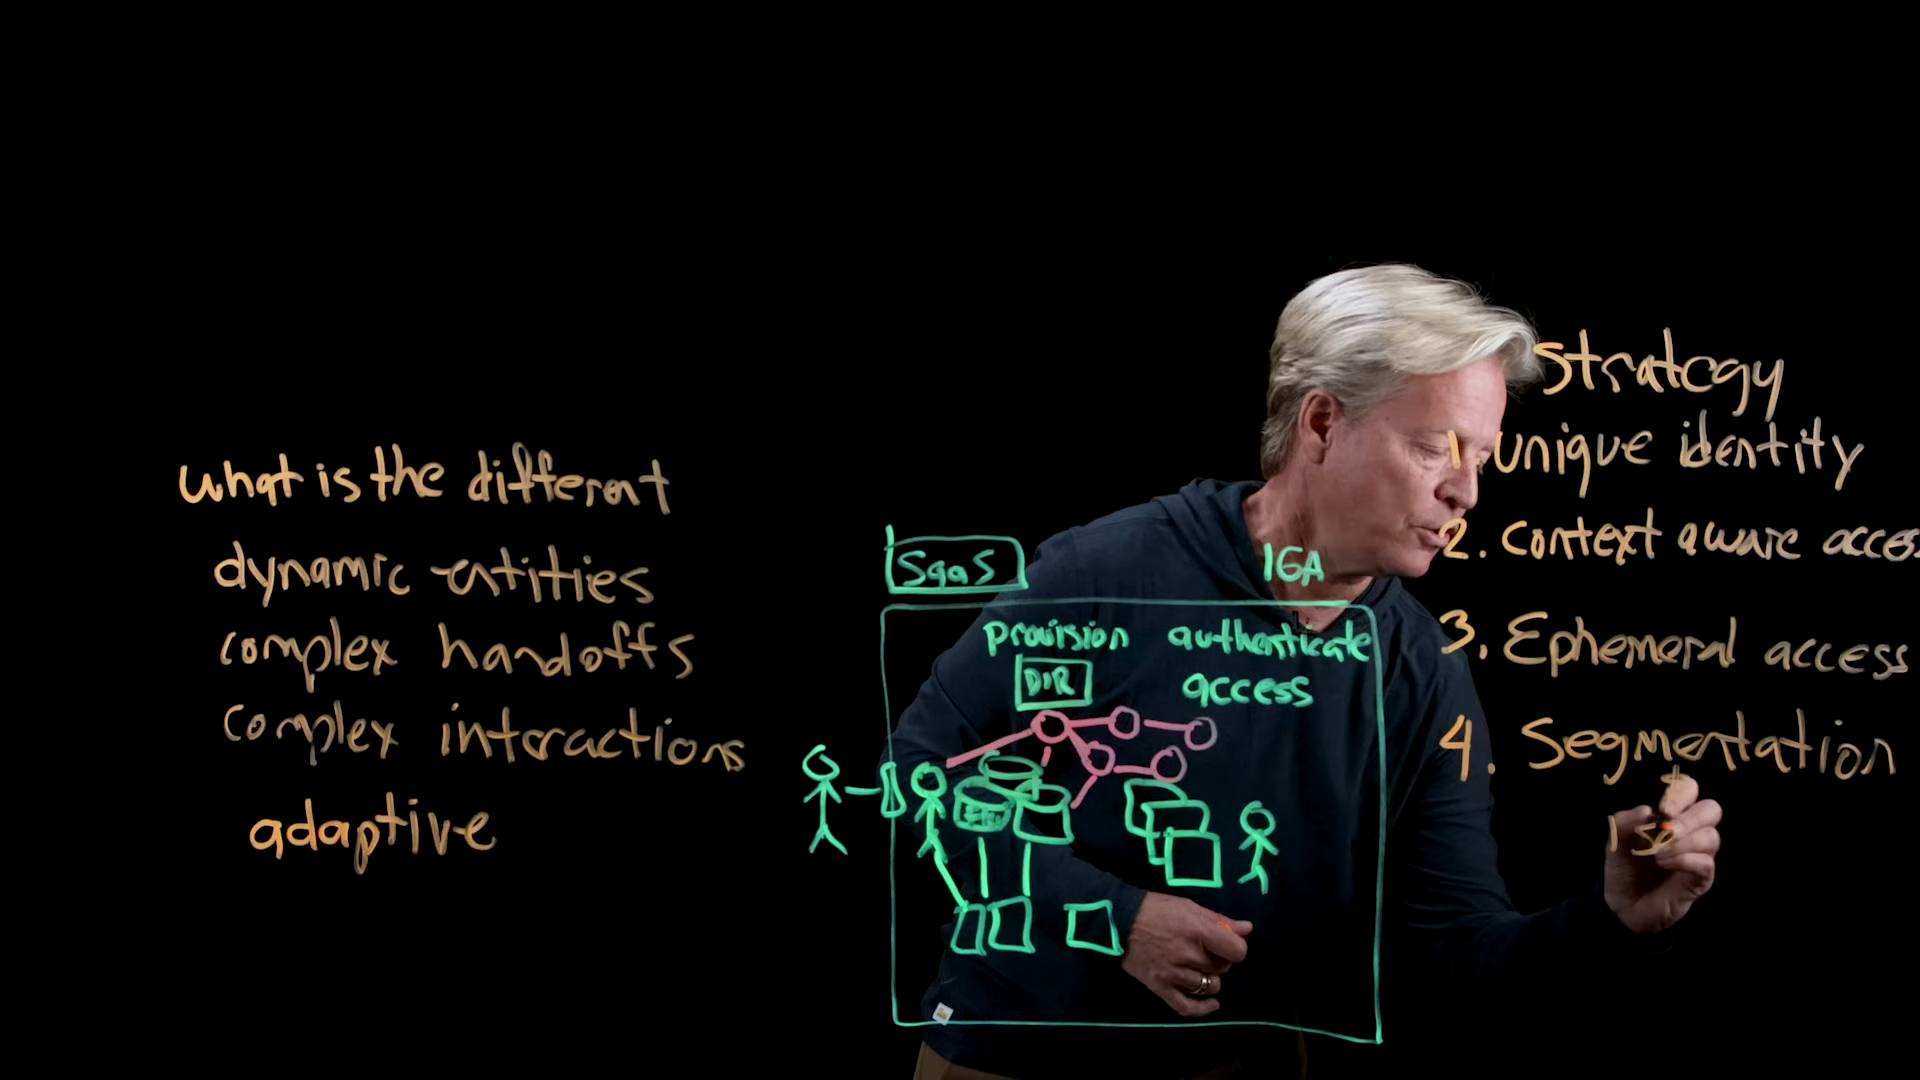 what is the different
dynamic entities
complex handoffs
complex interactions
adaptive
SaaS
IGA
provision authenticate
DIR
access
strategy
1. unique identity
2. context aware acces
3. Ephemeral access
4. Segmentation